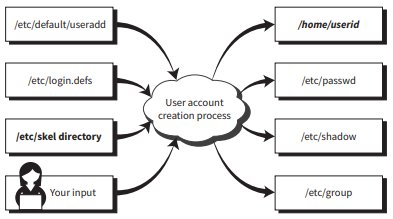 /etc/default/useradd
/home/userid
/etc/login.defs
/etc/passwd
User account
creation process
/etc/skel directory
/etc/shadow
Your input
/etc/group